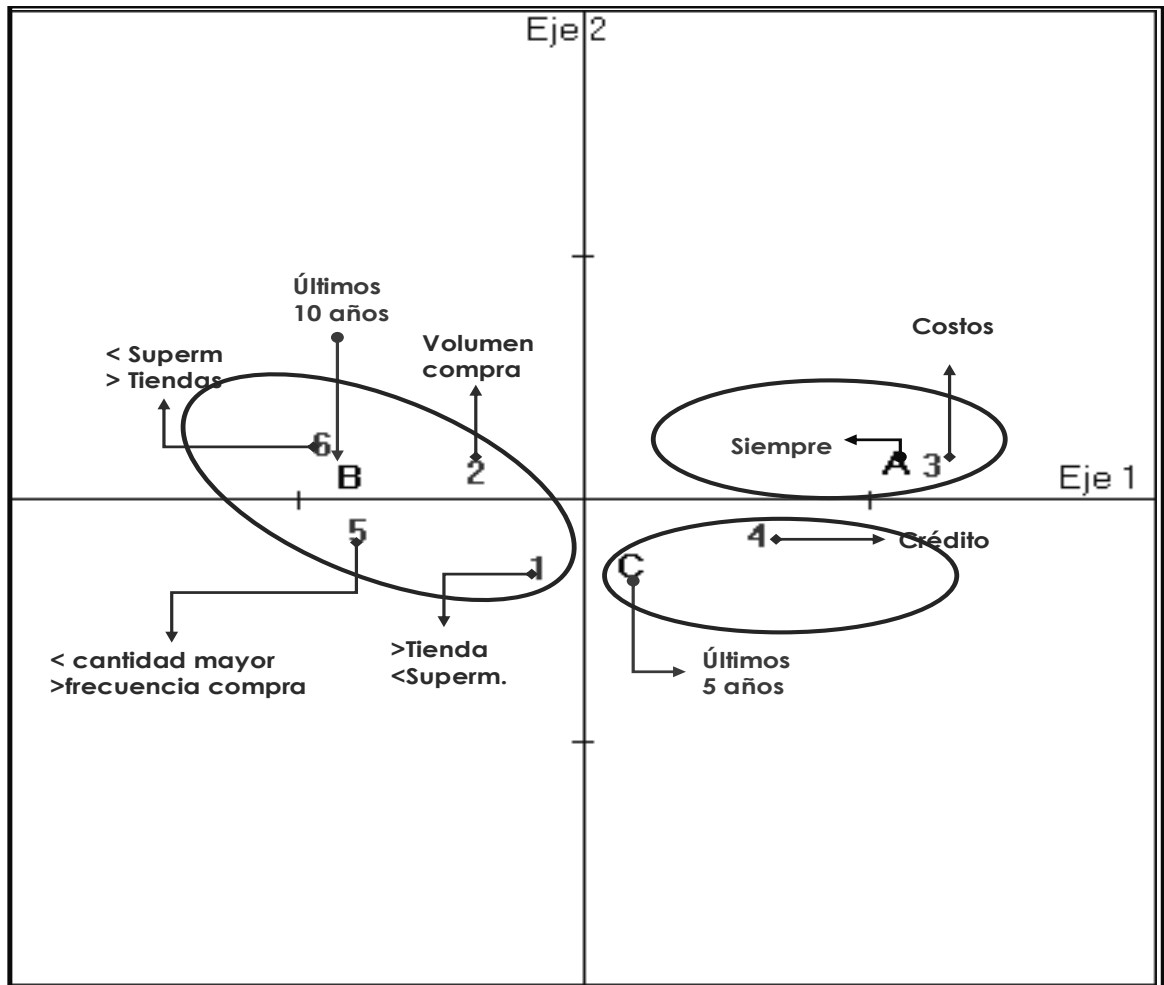 Eje 2
Últimos
10 años
Costos
Volumen
compra
< Superm
> Tiendas
Siempre
6
A
3
B
2
Eje 1
5
4
Crédito
1
C
>Tienda
<Superm.
Últimos
5 años
< cantidad mayor
>frecuencia compra